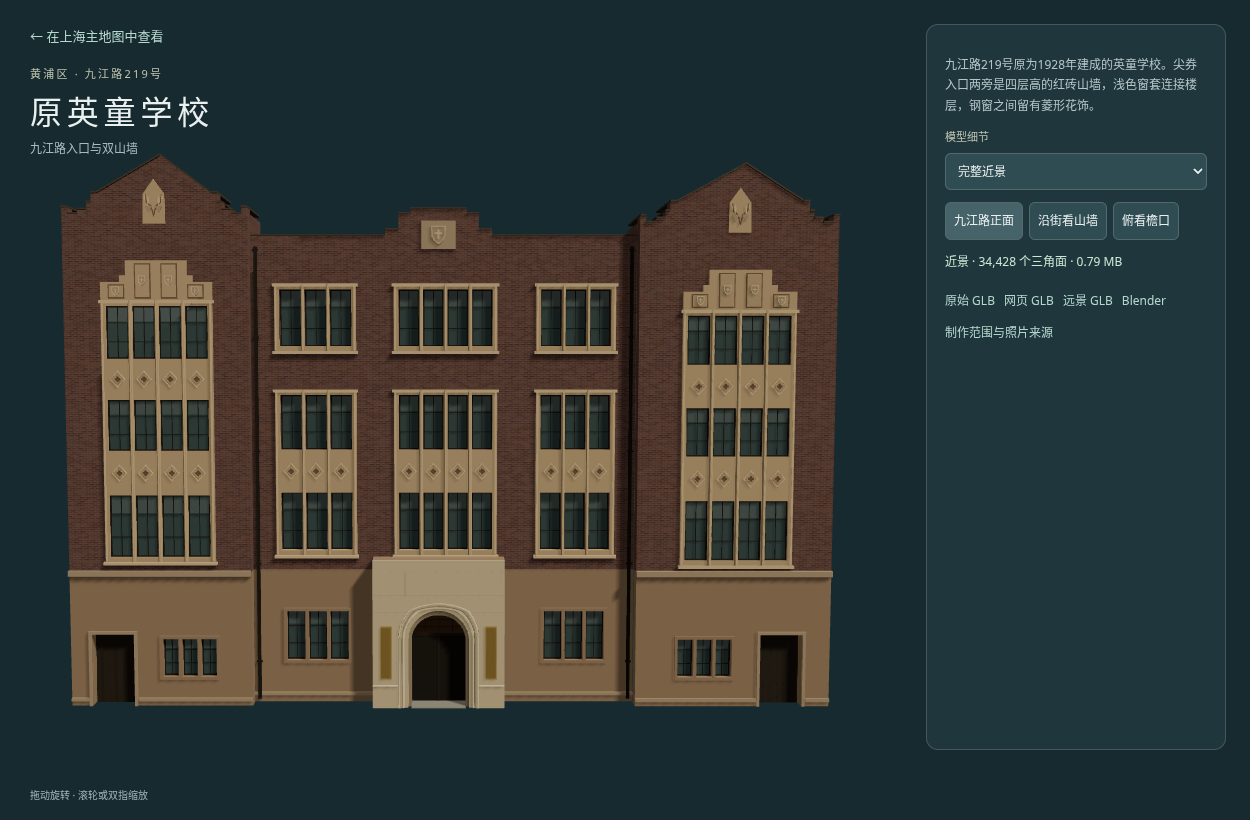 ← 在上海主地图中查看
黄浦区 · 九江路219号
原英童学校
九江路入口与双山墙
九江路219号原为1928年建成的英童学校。尖券
入口两旁是四层高的红砖山墙，浅色窗套连接楼
层，钢窗之间留有菱形花饰。
模型细节
完整近景
九江路正面 沿街看山墙 俯看檐口
近景 · 34,428 个三角面 · 0.79 MB
原始 GLB 网页 GLB 远景 GLB Blender
制作范围与照片来源
拖动旋转 · 滚轮或双指缩放